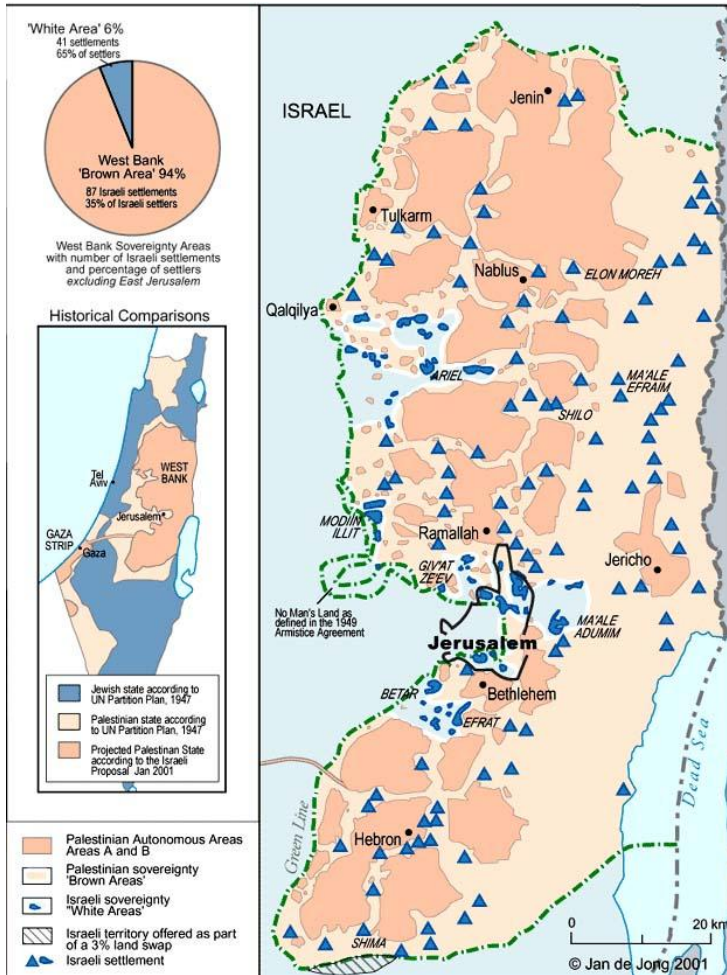 'White Area' 6%
41 settlements
65% of settlers
West Bank
'Brown Area' 94%
87 Israeli settlements
35% of Israeli settlers
West Bank Sovereignty Areas
with number of Israeli settlements
and percentage of settlers
excluding East Jerusalem
Historical Comparisons
Tel
Aviv
WEST
BANK
Jerusalem
GAZA
STRIP
Gaza
Jewish state according to
UN Partition Plan, 1947
Palestinian state according
to UN Partition Plan, 1947
Projected Palestinan State
according to the Israeli
Proposal Jan 2001
Palestinian Autonomous Areas
Areas A and B
Palestinian sovereignty
'Brown Areas'
Israeli sovereignty
"White Areas"
Israeli territory offered as part
of a 3% land swap
Israeli settlement
ISRAEL
Jenin
Tulkarm
Nablus
ELON MOREH
Qalqilya
ARIEL
MA'ALE
EFRAIM
SHILO
MODIIN
ILLIT
Ramallah
GIV'AT
ZE'EV
Jericho
No Man's Land as
defined in the 1949
Armistice Agreement
Jerusalem
MA'ALE
ADUMIM
BETAR
Bethlehem
EFRAT
Dead Sea
Green Line
Hebron
SHIMA
0 20 km
© Jan de Jong 2001